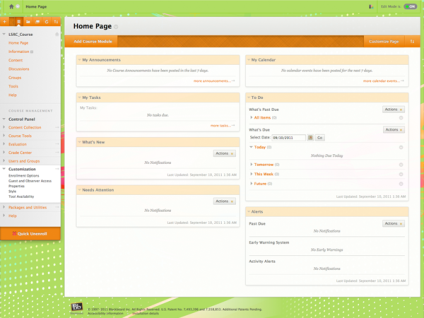 Home Page
Edit Mode is:
LUSC_Course
Home Page
Information
Content
Discussions
Groups
Tools
Help
COURSE MANAGEMENT
Control Panel
Content Collection
Course Tools
Evaluation
Grade Center
Users and Groups
Customization
Enrollment Options
Guest and Observer Access
Properties
Style
Tool Availability
Packages and Utilities
Help
Quick Unenroll
Home Page
Add Course Module
Customize Page
My Announcements
No Course Announcements have been posted in the last 7 days.
more announcements...
My Tasks
My Tasks:
No tasks due.
more tasks...
What's New
Actions
No Notifications
Last Updated: September 10, 2011 1:36 AM
Needs Attention
Actions
No Notifications
Last Updated: September 10, 2011 1:36 AM
My Calendar
No calendar events have been posted for the next 7 days.
more calendar events...
To Do
What's Past Due
Actions
All Items (0)
What's Due
Actions
Select Date: 09/10/2011 Go
Today (0)
Nothing Due Today
Tomorrow (0)
This Week (0)
Future (0)
Last Updated: September 10, 2011 1:36 AM
Alerts
Past Due
Actions
No Notifications
Early Warning System
No Early Warnings
Activity Alerts
No Notifications
Last Updated: September 10, 2011 1:36 AM